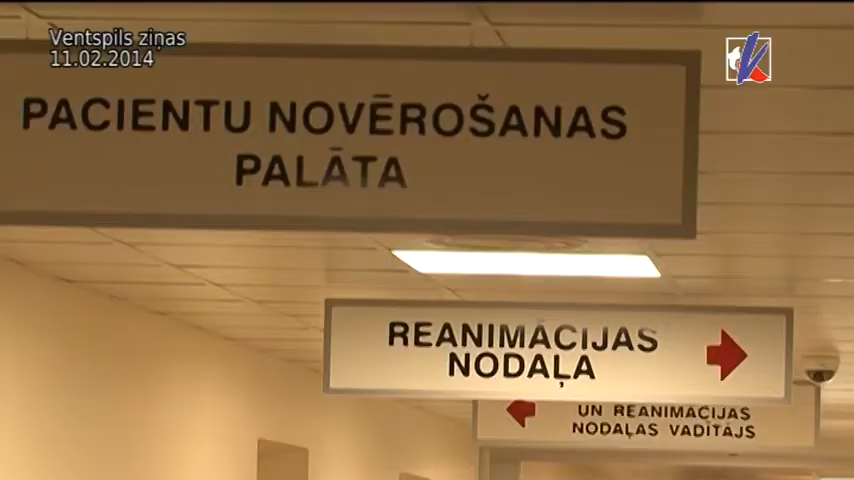 Ventspils ziņas
11.02.2014
PACIENTU NOVĒROŠANAS
PALĀTA
REANIMĀCIJAS
NODAĻA
UN REANIMĀCIJAS
NODAĻAS VADĪTĀJS